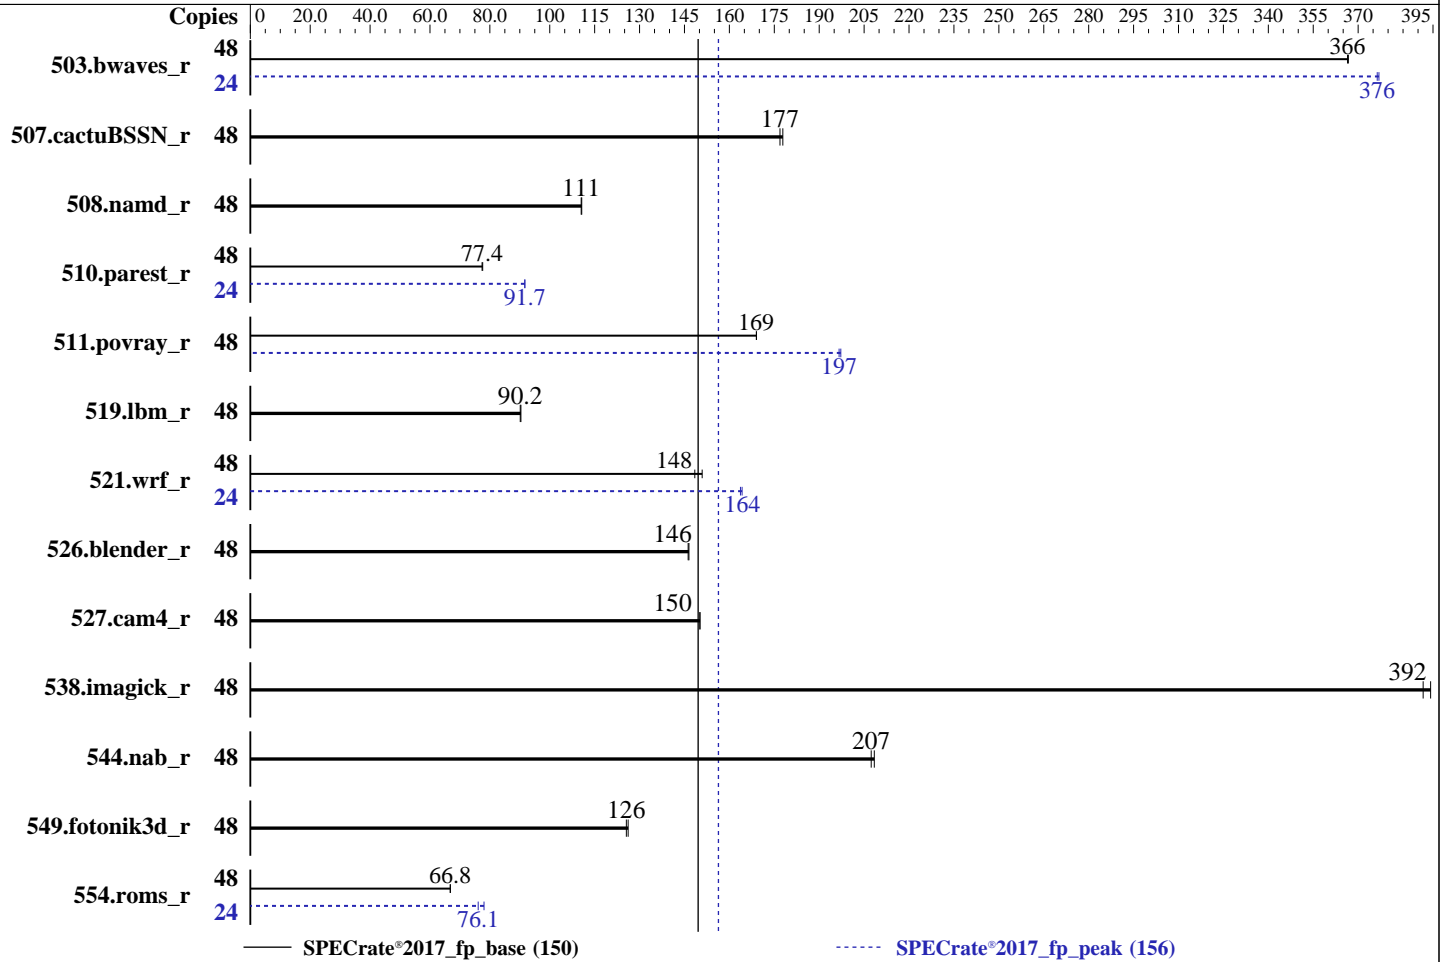 Copies 0 20.0 40.0 60.0 80.0 100 115 130 145 160 175 190 205 220 235 250 265 280 295 310 325 340 355 370 395
503.bwaves_r 48 366
24 376
507.cactuBSSN_r 48 177
508.namd_r 48 111
510.parest_r 48 77.4
24 91.7
511.povray_r 48 169
197
519.lbm_r 48 90.2
521.wrf_r 48 148
24 164
526.blender_r 48 146
527.cam4_r 48 150
538.imagick_r 48 392
544.nab_r 48 207
549.fotonik3d_r 48 126
554.roms_r 48 66.8
24 76.1
SPECrate®2017_fp_base (150) SPECrate®2017_fp_peak (156)